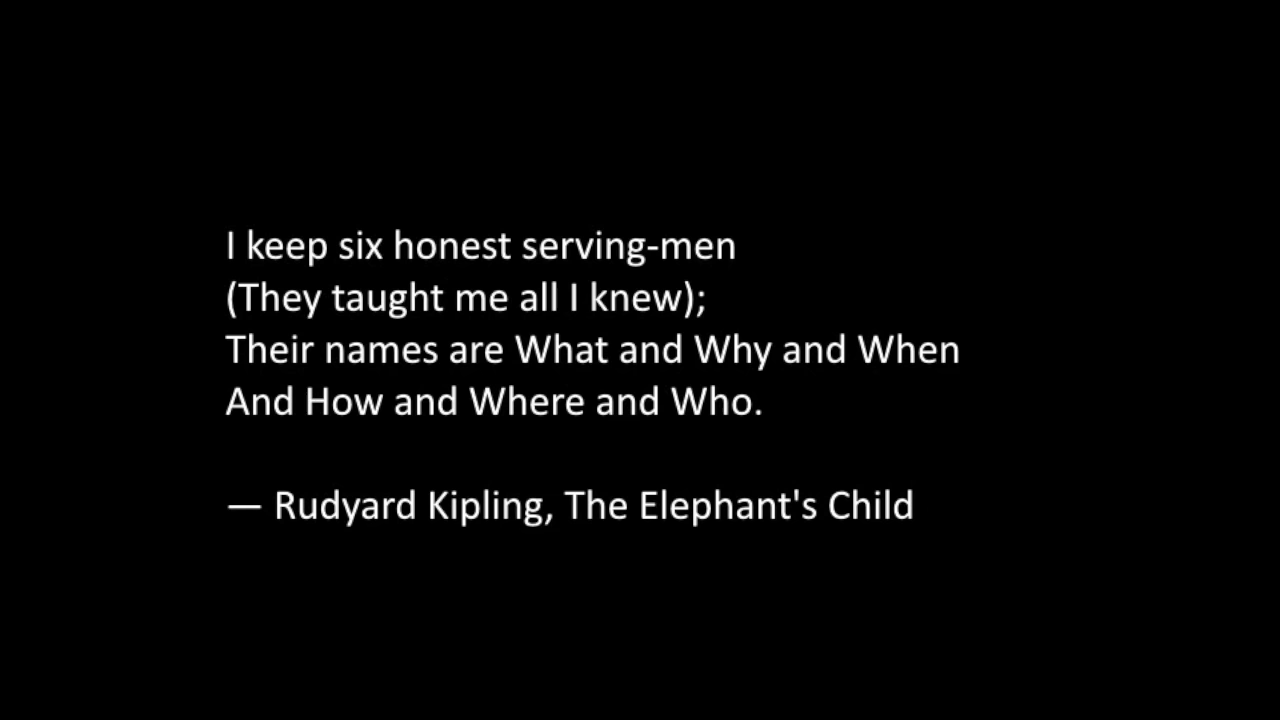 I keep six honest serving-men
(They taught me all I knew);
Their names are What and Why and When
And How and Where and Who.
— Rudyard Kipling, The Elephant's Child